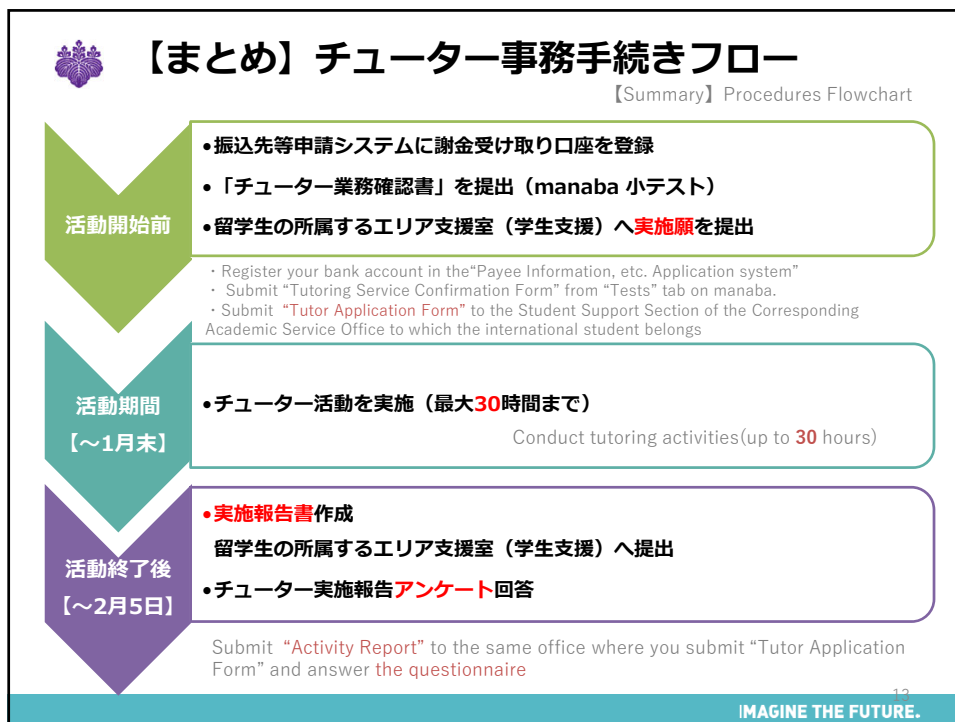 【まとめ】チューター事務手続きフロー
【Summary】Procedures Flowchart
活動開始前
•振込先等申請システムに謝金受け取り口座を登録
•「チューター業務確認書」を提出（manaba 小テスト）
•留学生の所属するエリア支援室（学生支援）へ実施願を提出
・Register your bank account in the“Payee Information, etc. Application system”
・ Submit “Tutoring Service Confirmation Form” from “Tests” tab on manaba.
・Submit “Tutor Application Form” to the Student Support Section of the Corresponding
Academic Service Office to which the international student belongs
活動期間
【～1月末】
•チューター活動を実施（最大30時間まで）
Conduct tutoring activities(up to 30 hours)
活動終了後
【～2月5日】
•実施報告書作成
留学生の所属するエリア支援室（学生支援）へ提出
•チューター実施報告アンケート回答
Submit “Activity Report” to the same office where you submit “Tutor Application
Form” and answer the questionnaire
13
IMAGINE THE FUTURE.